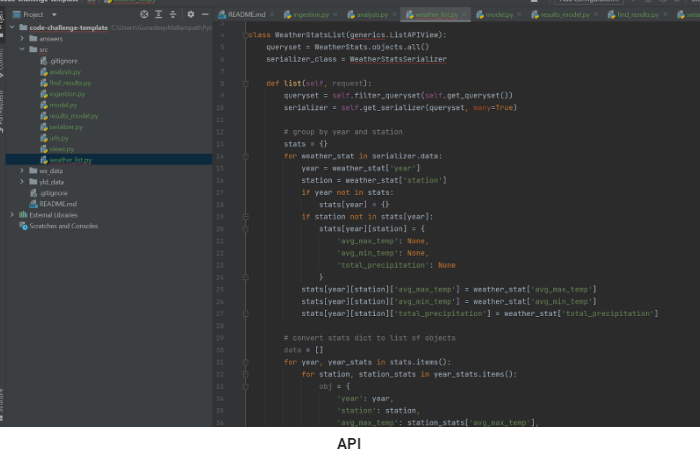 Project
README.md
ingestion.py
analysis.py
weather_list.py
model.py
results_model.py
find_results.py
code-challenge-template
answers
src
.gitignore
analysis.py
find_results.py
ingestion.py
model.py
results_model.py
serializer.py
urls.py
views.py
weather_list.py
wx_data
yld_data
.gitignore
README.md
External Libraries
Scratches and Consoles
class WeatherStatsList(generics.ListAPIView):
queryset = WeatherStats.objects.all()
serializer_class = WeatherStatsSerializer
def list(self, request):
queryset = self.filter_queryset(self.get_queryset())
serializer = self.get_serializer(queryset, many=True)
# group by year and station
stats = {}
for weather_stat in serializer.data:
year = weather_stat['year']
station = weather_stat['station']
if year not in stats:
stats[year] = {}
if station not in stats[year]:
stats[year][station] = {
'avg_max_temp': None,
'avg_min_temp': None,
'total_precipitation': None
}
stats[year][station]['avg_max_temp'] = weather_stat['avg_max_temp']
stats[year][station]['avg_min_temp'] = weather_stat['avg_min_temp']
stats[year][station]['total_precipitation'] = weather_stat['total_precipitation']
# convert stats dict to list of objects
data = []
for year, year_stats in stats.items():
for station, station_stats in year_stats.items():
obj = {
'year': year,
'station': station,
'avg_max_temp': station_stats['avg_max_temp'],
API